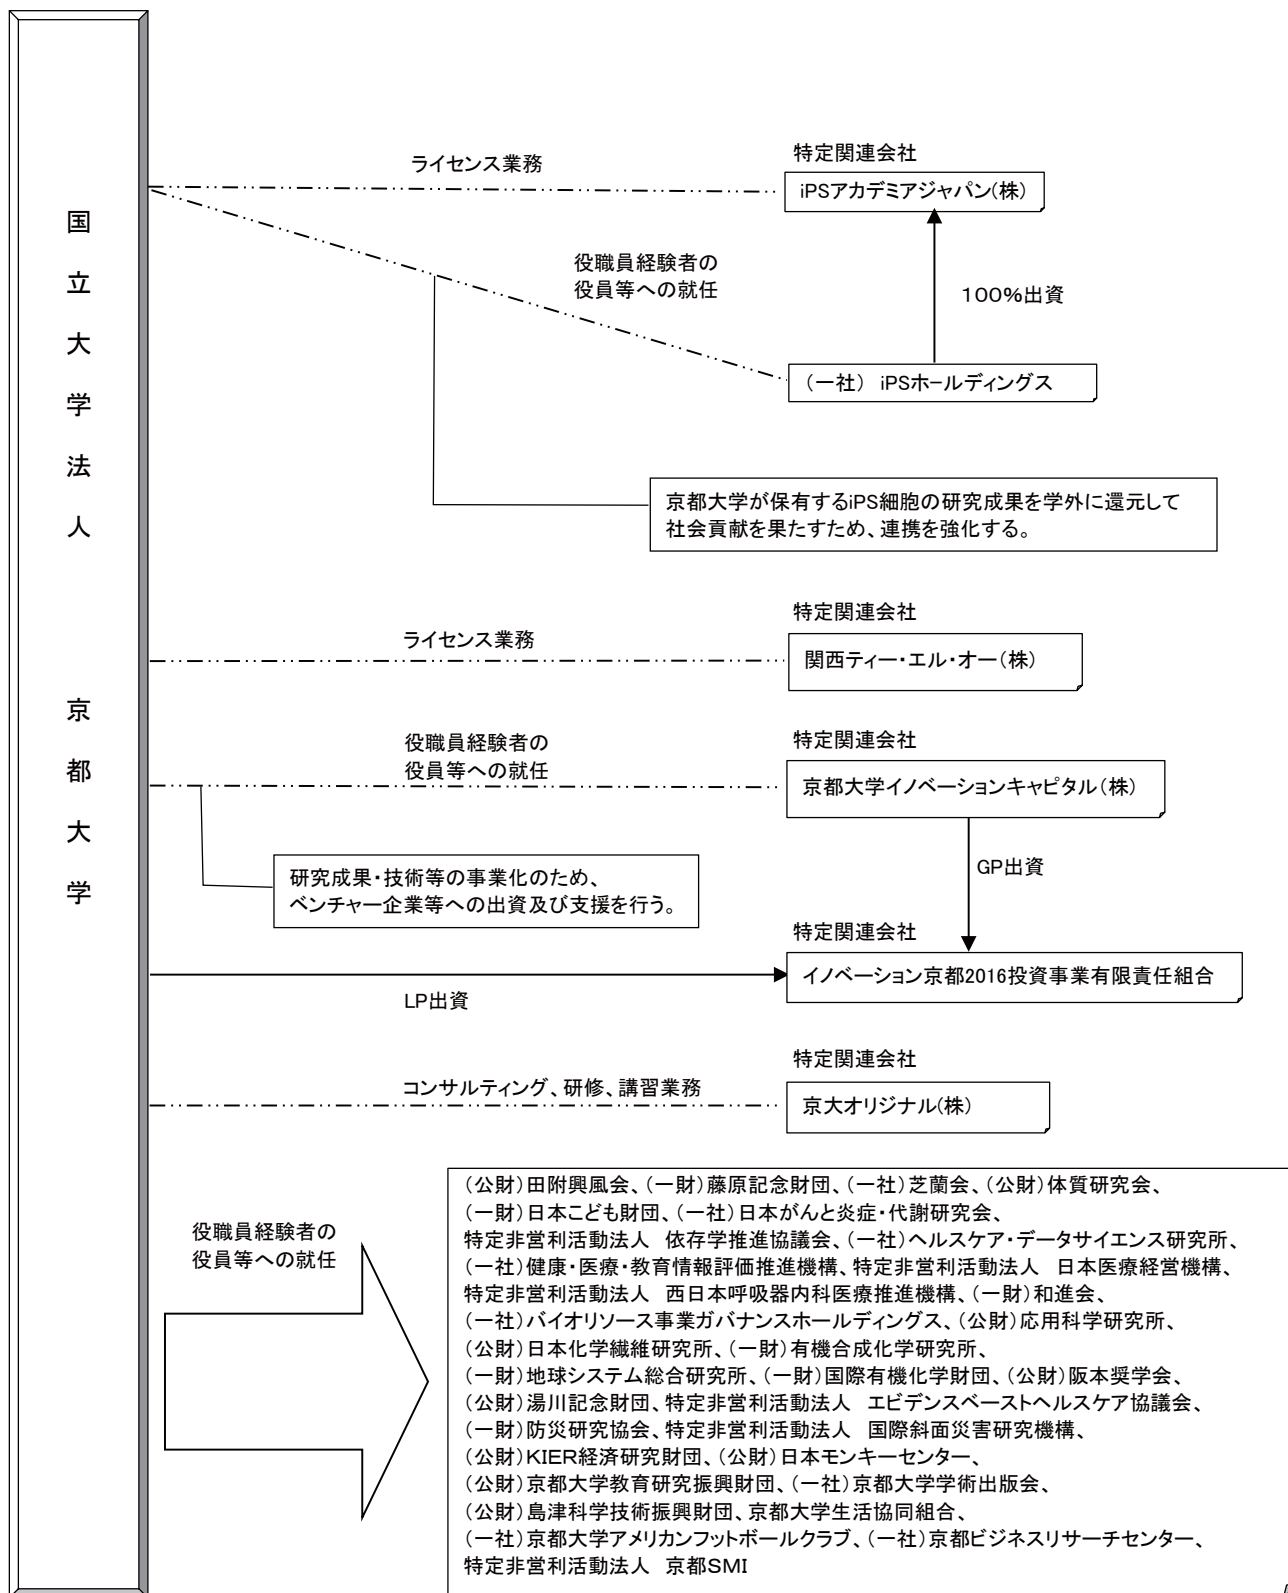 国立大学法人 京都大学
特定関連会社
ライセンス業務
iPSアカデミアジャパン(株)
役職員経験者の
役員等への就任
100%出資
(一社) iPSホールディングス
京都大学が保有するiPS細胞の研究成果を学外に還元して
社会貢献を果たすため、連携を強化する。
特定関連会社
ライセンス業務
関西ティー・エル・オー(株)
特定関連会社
役職員経験者の
役員等への就任
京都大学イノベーションキャピタル(株)
GP出資
研究成果・技術等の事業化のため、
ベンチャー企業等への出資及び支援を行う。
特定関連会社
イノベーション京都2016投資事業有限責任組合
LP出資
特定関連会社
コンサルティング、研修、講習業務
京大オリジナル(株)
役職員経験者の
役員等への就任
(公財)田附興風会、(一財)藤原記念財団、(一社)芝蘭会、(公財)体質研究会、
(一財)日本こども財団、(一社)日本がんと炎症・代謝研究会、
特定非営利活動法人 依存学推進協議会、(一社)ヘルスケア・データサイエンス研究所、
(一社)健康・医療・教育情報評価推進機構、特定非営利活動法人 日本医療経営機構、
特定非営利活動法人 西日本呼吸器内科医療推進機構、(一財)和進会、
(一社)バイオリソース事業ガバナンスホールディングス、(公財)応用科学研究所、
(公財)日本化学繊維研究所、(一財)有機合成化学研究所、
(一財)地球システム総合研究所、(一財)国際有機化学財団、(公財)阪本奨学会、
(公財)湯川記念財団、特定非営利活動法人 エビデンスベーストヘルスケア協議会、
(一財)防災研究協会、特定非営利活動法人 国際斜面災害研究機構、
(公財)KIER経済研究財団、(公財)日本モンキーセンター、
(公財)京都大学教育研究振興財団、(一社)京都大学学術出版会、
(公財)島津科学技術振興財団、京都大学生活協同組合、
(一社)京都大学アメリカンフットボールクラブ、(一社)京都ビジネスリサーチセンター、
特定非営利活動法人 京都SMI